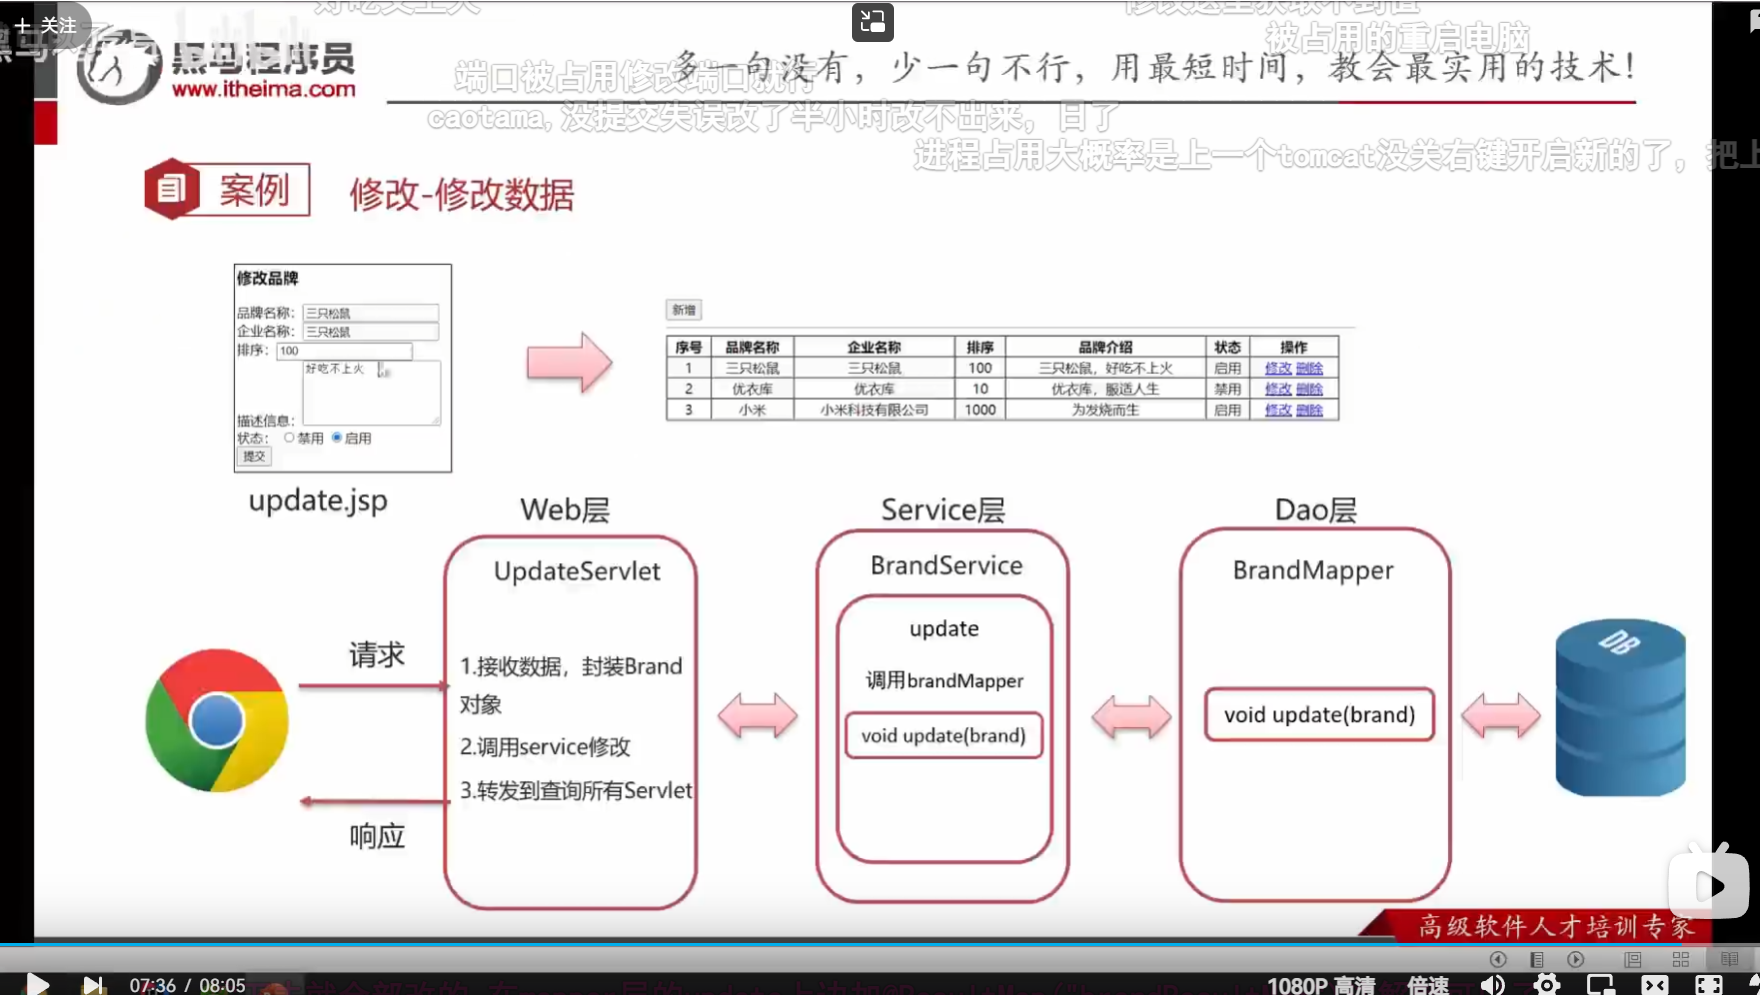 关注
被占用的重启电脑
黑马程序员
www.itheima.com
多一句没有，少一句不行，用最短时间，教会最实用的技术！
端口被占用修改端口就行
caotama, 没提交失误改了半小时改不出来，日了
进程占用大概率是上一个tomcat没关右键开启新的了，把上
案例
修改-修改数据
修改品牌
品牌名称： 三只松鼠
企业名称： 三只松鼠
排序： 100
好吃不上火
描述信息：
状态： 禁用 启用
提交
update.jsp
新增
序号 品牌名称 企业名称 排序 品牌介绍 状态 操作
1 三只松鼠 三只松鼠 100 三只松鼠，好吃不上火 启用 修改 删除
2 优衣库 优衣库 10 优衣库，服适人生 禁用 修改 删除
3 小米 小米科技有限公司 1000 为发烧而生 启用 修改 删除
Web层
Service层
Dao层
UpdateServlet
BrandService
BrandMapper
请求
响应
1.接收数据，封装Brand
对象
2.调用service修改
3.转发到查询所有Servlet
update
调用brandMapper
void update(brand)
void update(brand)
DB
高级软件人才培训专家
07:36 / 08:05
1080P 高清
倍速